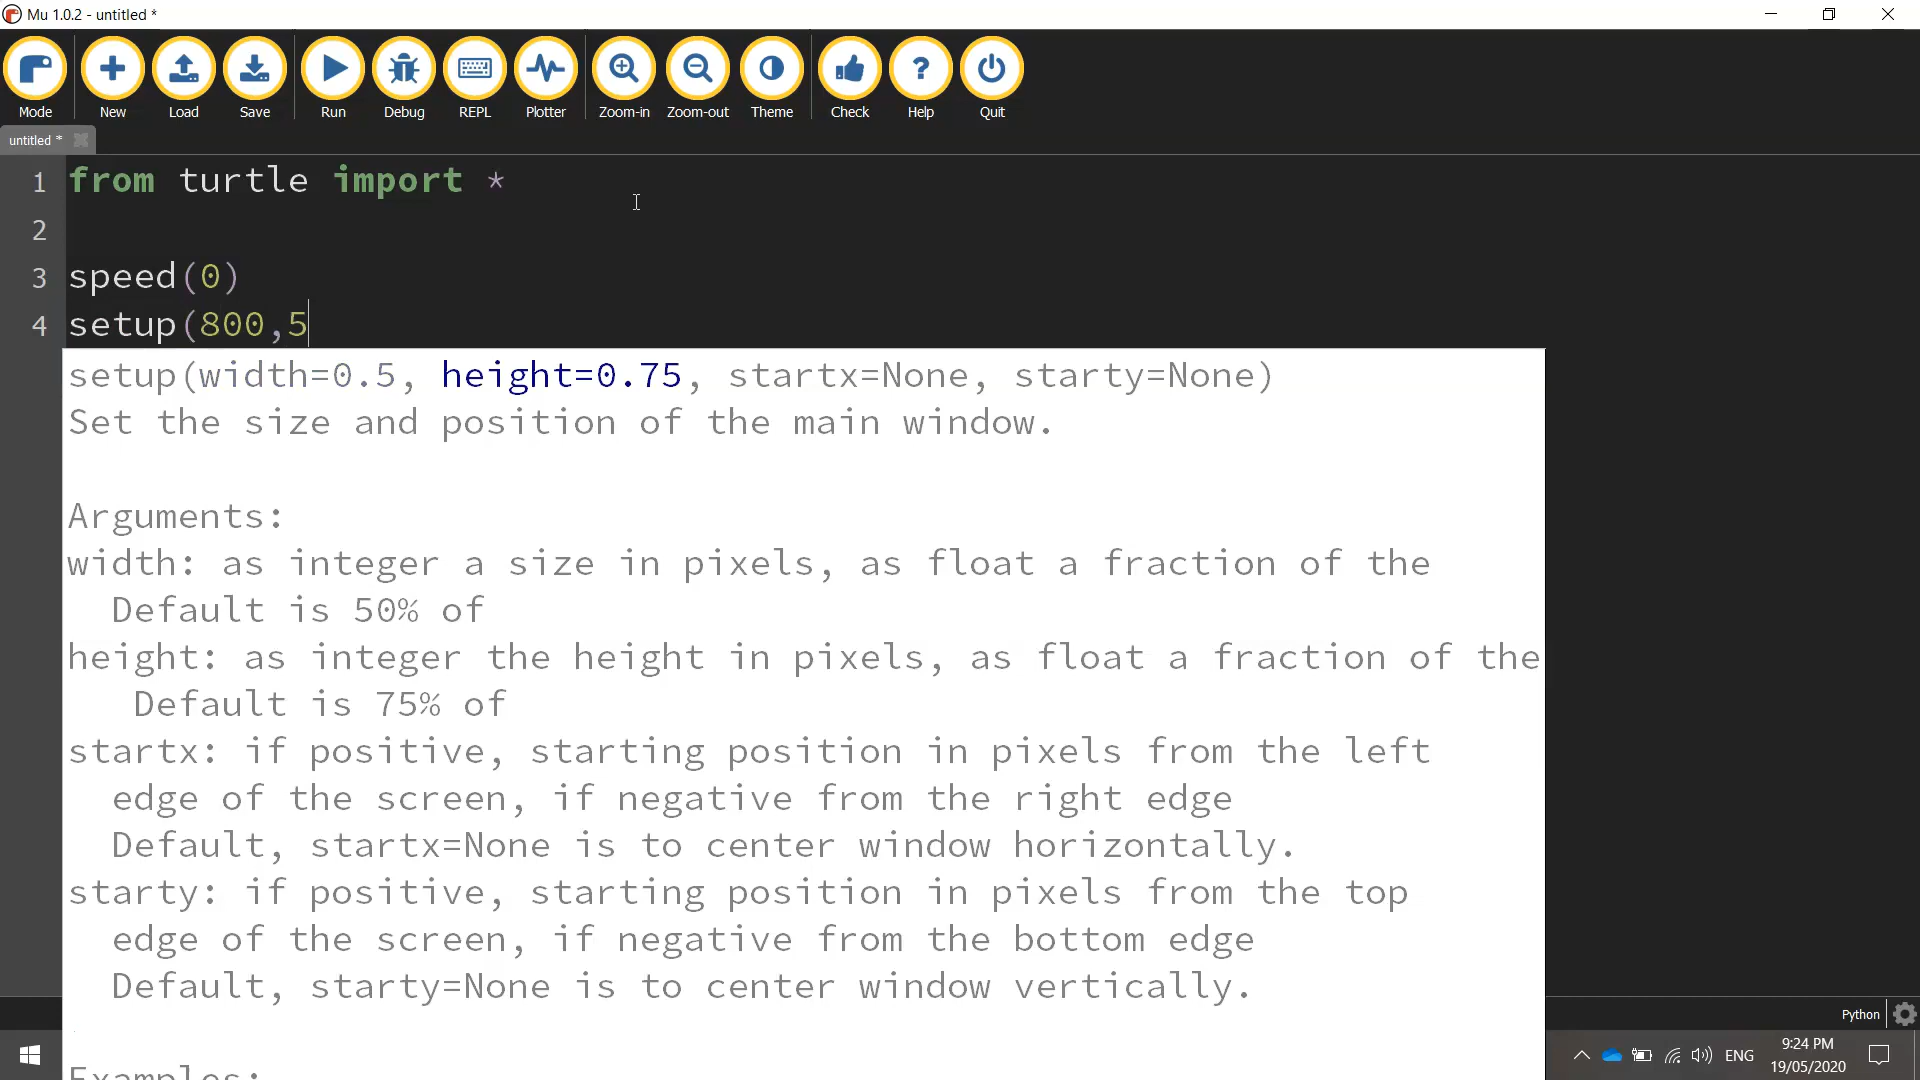 Mu 1.0.2 - untitled *
Mode New Load Save Run Debug REPL Plotter Zoom-in Zoom-out Theme Check Help Quit
untitled *
1 from turtle import *
2
3 speed(0)
4 setup(800,5
setup(width=0.5, height=0.75, startx=None, starty=None)
Set the size and position of the main window.
Arguments:
width: as integer a size in pixels, as float a fraction of the
Default is 50% of
height: as integer the height in pixels, as float a fraction of the
Default is 75% of
startx: if positive, starting position in pixels from the left
edge of the screen, if negative from the right edge
Default, startx=None is to center window horizontally.
starty: if positive, starting position in pixels from the top
edge of the screen, if negative from the bottom edge
Default, starty=None is to center window vertically.
Examples:
Python
ENG
9:24 PM
19/05/2020